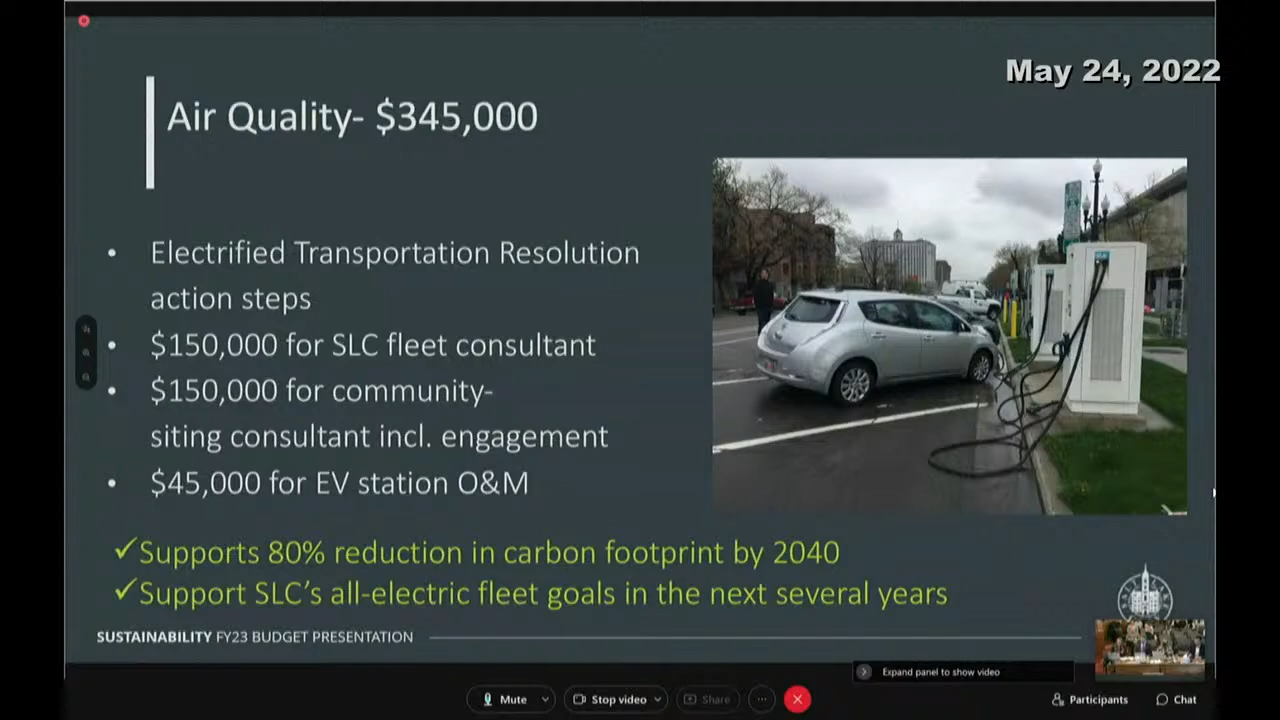 May 24, 2022
Air Quality- $345,000
• Electrified Transportation Resolution
action steps
• $150,000 for SLC fleet consultant
• $150,000 for community-
siting consultant incl. engagement
• $45,000 for EV station O&M
✓Supports 80% reduction in carbon footprint by 2040
✓Support SLC's all-electric fleet goals in the next several years
SUSTAINABILITY FY23 BUDGET PRESENTATION
Expand panel to show video
Mute
Stop video
Share
Participants
Chat